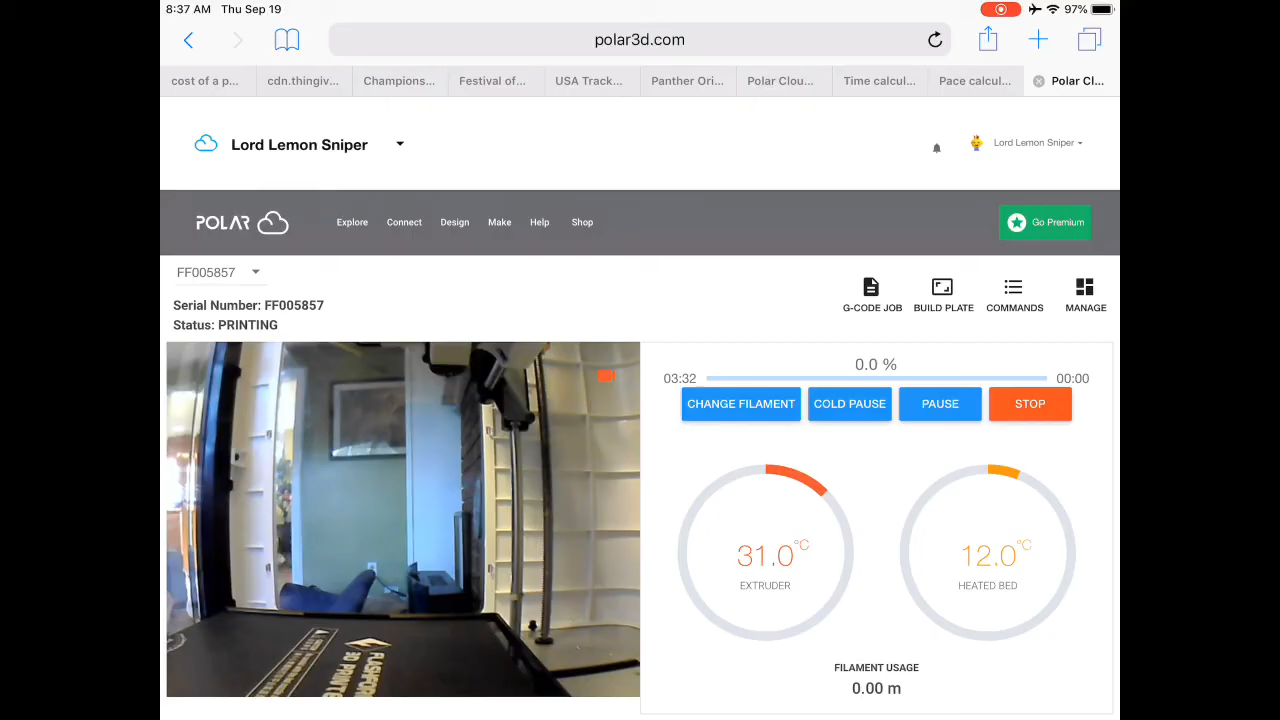 8:37 AM Thu Sep 19
97%
polar3d.com
cost of a p...
cdn.thingiv...
Champions...
Festival of...
USA Track...
Panther Ori...
Polar Clou...
Time calcul...
Pace calcul...
Polar Cl...
Lord Lemon Sniper
Lord Lemon Sniper
POLAR
Explore
Connect
Design
Make
Help
Shop
Go Premium
FF005857
Serial Number: FF005857
Status: PRINTING
G-CODE JOB
BUILD PLATE
COMMANDS
MANAGE
0.0 %
03:32
00:00
CHANGE FILAMENT
COLD PAUSE
PAUSE
STOP
31.0°C
EXTRUDER
12.0°C
HEATED BED
FILAMENT USAGE
0.00 m